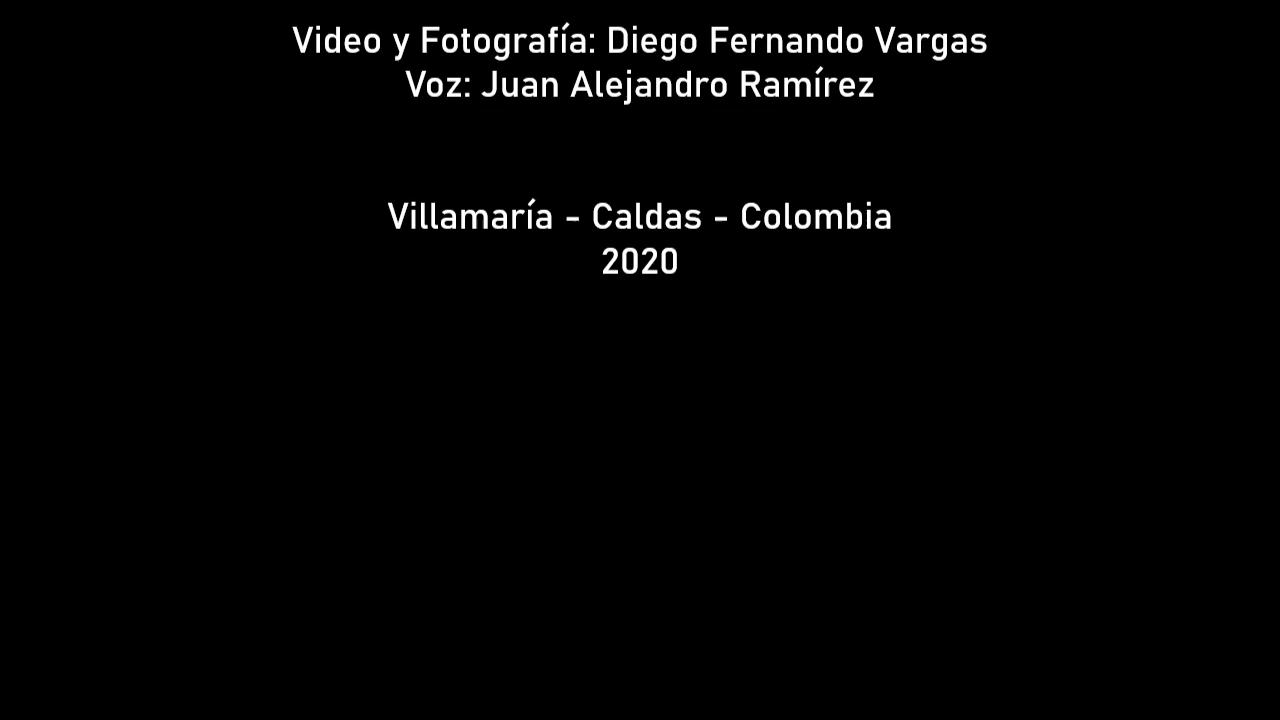 Video y Fotografía: Diego Fernando Vargas
Voz: Juan Alejandro Ramírez
Villamaría - Caldas - Colombia
2020